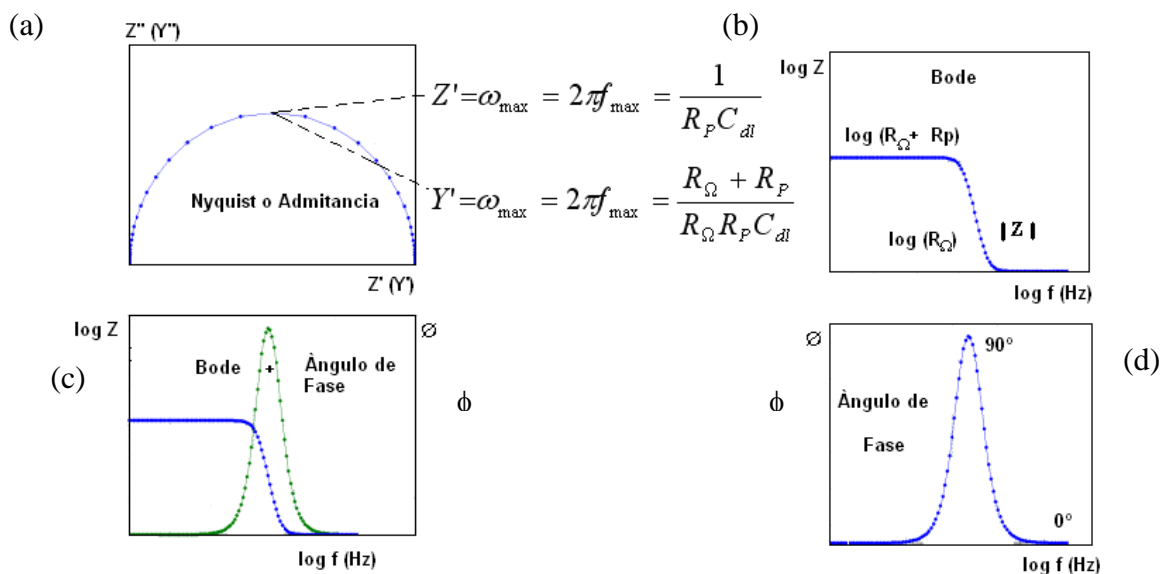 (a)
Z'' (Y'')
Z'=ω_max = 2πf_max = 1 / (R_P C_dl)
Y'=ω_max = 2πf_max = (R_Ω + R_P) / (R_Ω R_P C_dl)
Nyquist o Admitancia
Z' (Y')
(b)
log Z
Bode
log (R_Ω+ Rp)
log (R_Ω)
| Z |
log f (Hz)
(c)
log Z
Ø
Bode + Àngulo de
Fase
ϕ
log f (Hz)
ϕ
Ø
90°
(d)
Àngulo de
Fase
0°
log f (Hz)